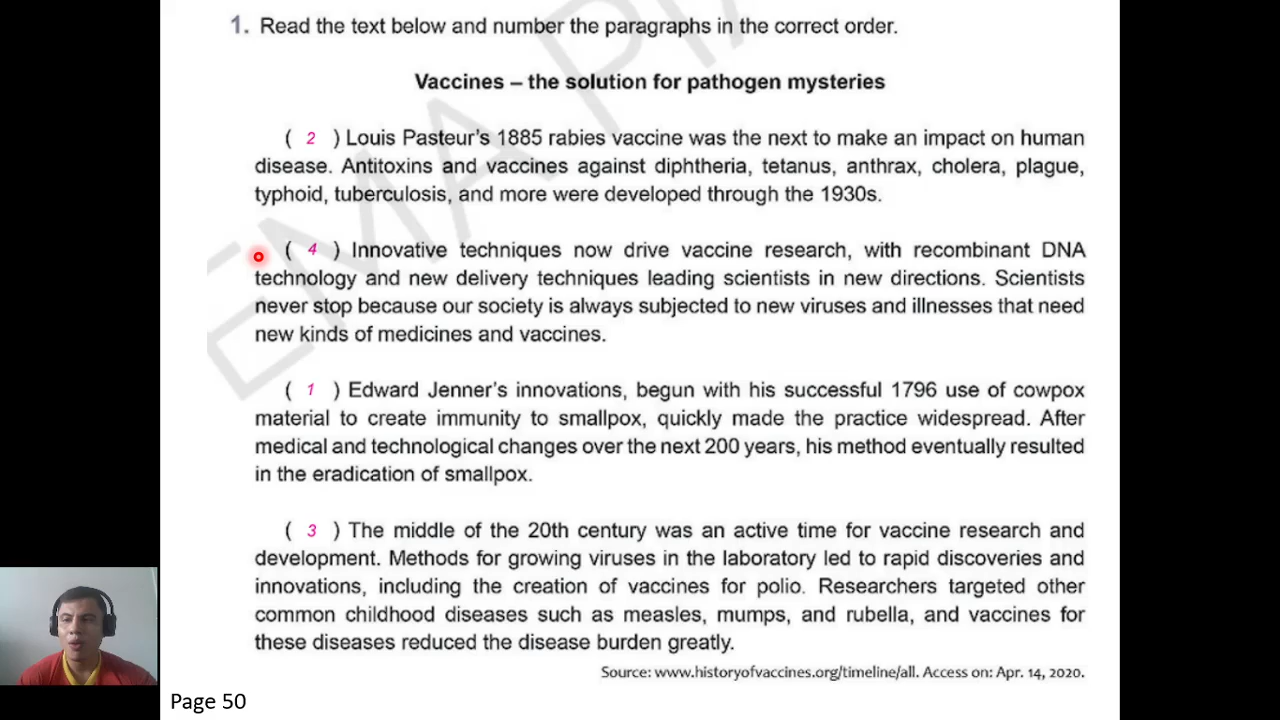 1. Read the text below and number the paragraphs in the correct order.
Vaccines – the solution for pathogen mysteries
( 2 ) Louis Pasteur's 1885 rabies vaccine was the next to make an impact on human
disease. Antitoxins and vaccines against diphtheria, tetanus, anthrax, cholera, plague,
typhoid, tuberculosis, and more were developed through the 1930s.
( 4 ) Innovative techniques now drive vaccine research, with recombinant DNA
technology and new delivery techniques leading scientists in new directions. Scientists
never stop because our society is always subjected to new viruses and illnesses that need
new kinds of medicines and vaccines.
( 1 ) Edward Jenner's innovations, begun with his successful 1796 use of cowpox
material to create immunity to smallpox, quickly made the practice widespread. After
medical and technological changes over the next 200 years, his method eventually resulted
in the eradication of smallpox.
( 3 ) The middle of the 20th century was an active time for vaccine research and
development. Methods for growing viruses in the laboratory led to rapid discoveries and
innovations, including the creation of vaccines for polio. Researchers targeted other
common childhood diseases such as measles, mumps, and rubella, and vaccines for
these diseases reduced the disease burden greatly.
Source: www.historyofvaccines.org/timeline/all. Access on: Apr. 14, 2020.
Page 50